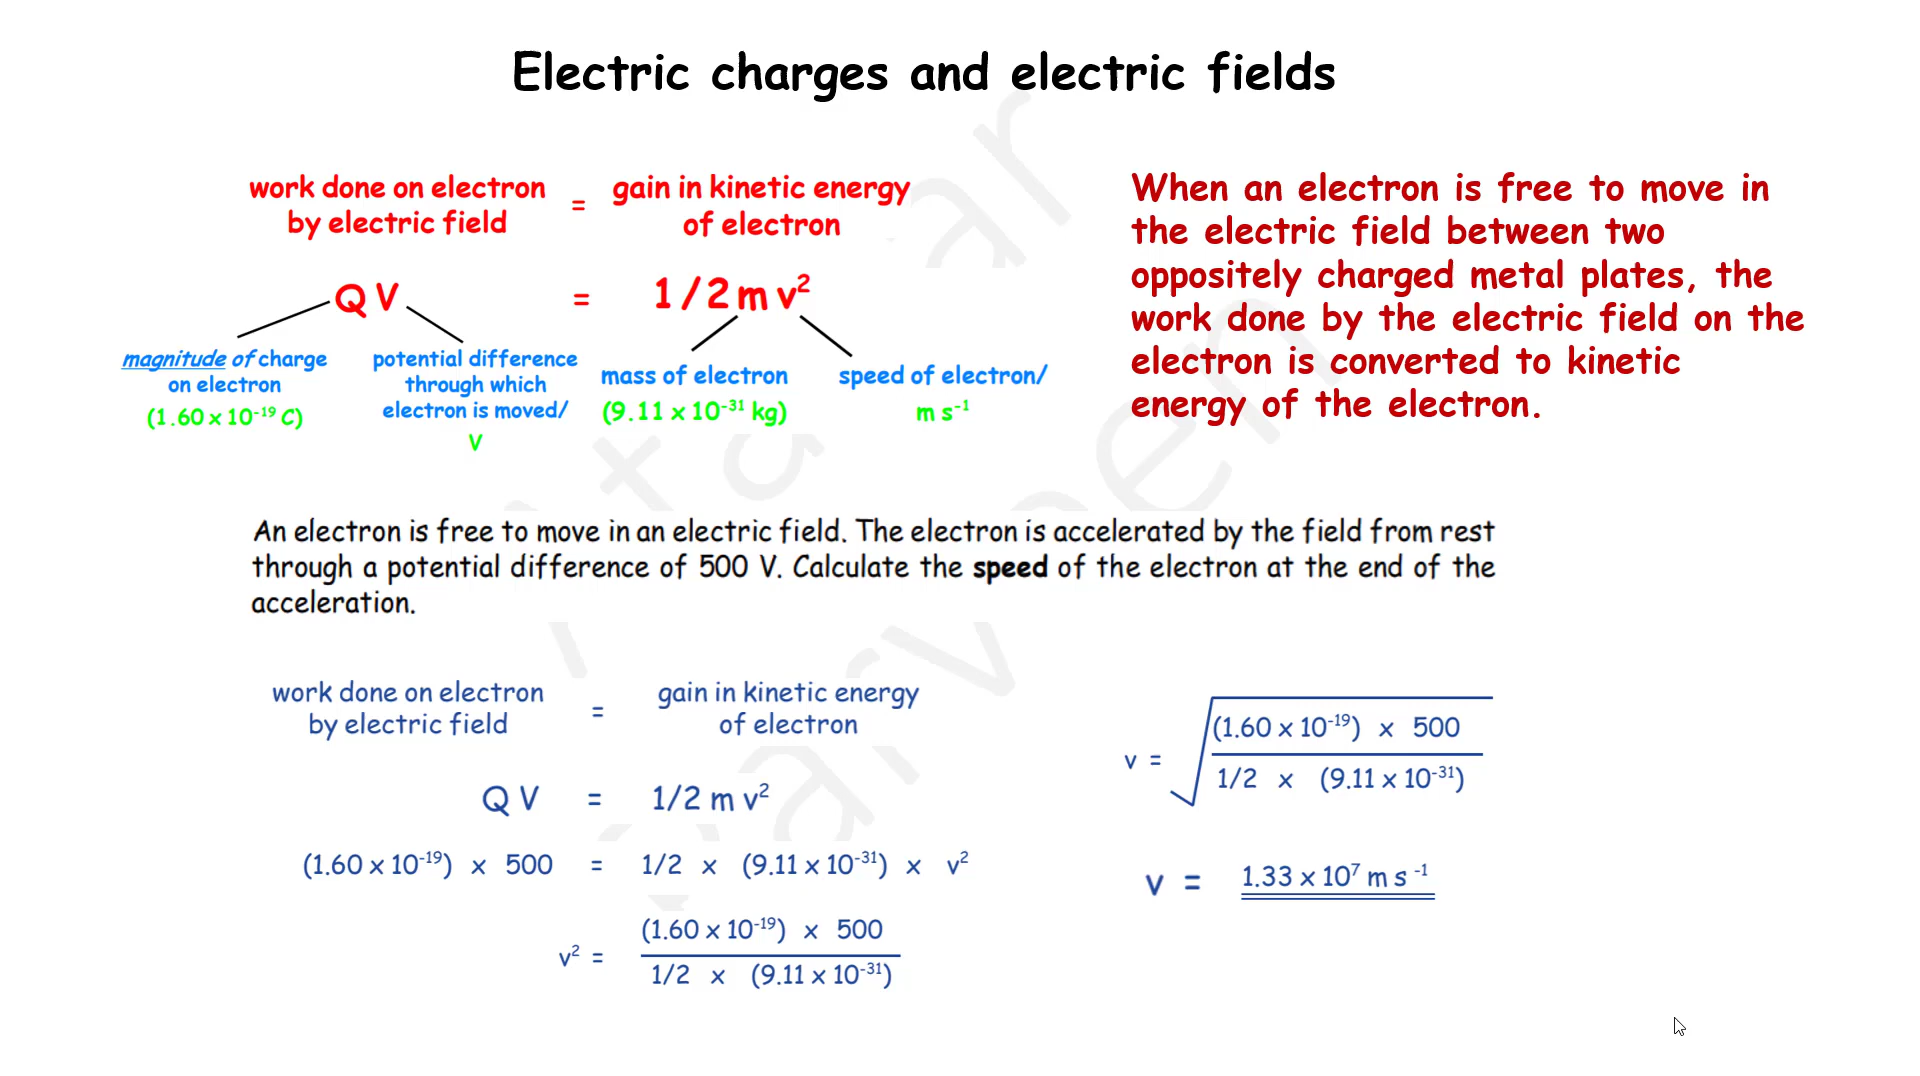 Electric charges and electric fields
work done on electron
by electric field
=
gain in kinetic energy
of electron
Q V = 1/2 m v²
magnitude of charge
on electron
(1.60 x 10⁻¹⁹ C)
potential difference
through which
electron is moved/
V
mass of electron
(9.11 x 10⁻³¹ kg)
speed of electron/
m s⁻¹
When an electron is free to move in
the electric field between two
oppositely charged metal plates, the
work done by the electric field on the
electron is converted to kinetic
energy of the electron.
An electron is free to move in an electric field. The electron is accelerated by the field from rest
through a potential difference of 500 V. Calculate the speed of the electron at the end of the
acceleration.
work done on electron
by electric field
=
gain in kinetic energy
of electron
Q V = 1/2 m v²
(1.60 x 10⁻¹⁹) x 500 = 1/2 x (9.11 x 10⁻³¹) x v²
v² =
(1.60 x 10⁻¹⁹) x 500
1/2 x (9.11 x 10⁻³¹)
v =
(1.60 x 10⁻¹⁹) x 500
1/2 x (9.11 x 10⁻³¹)
v = 1.33 x 10⁷ m s ⁻¹